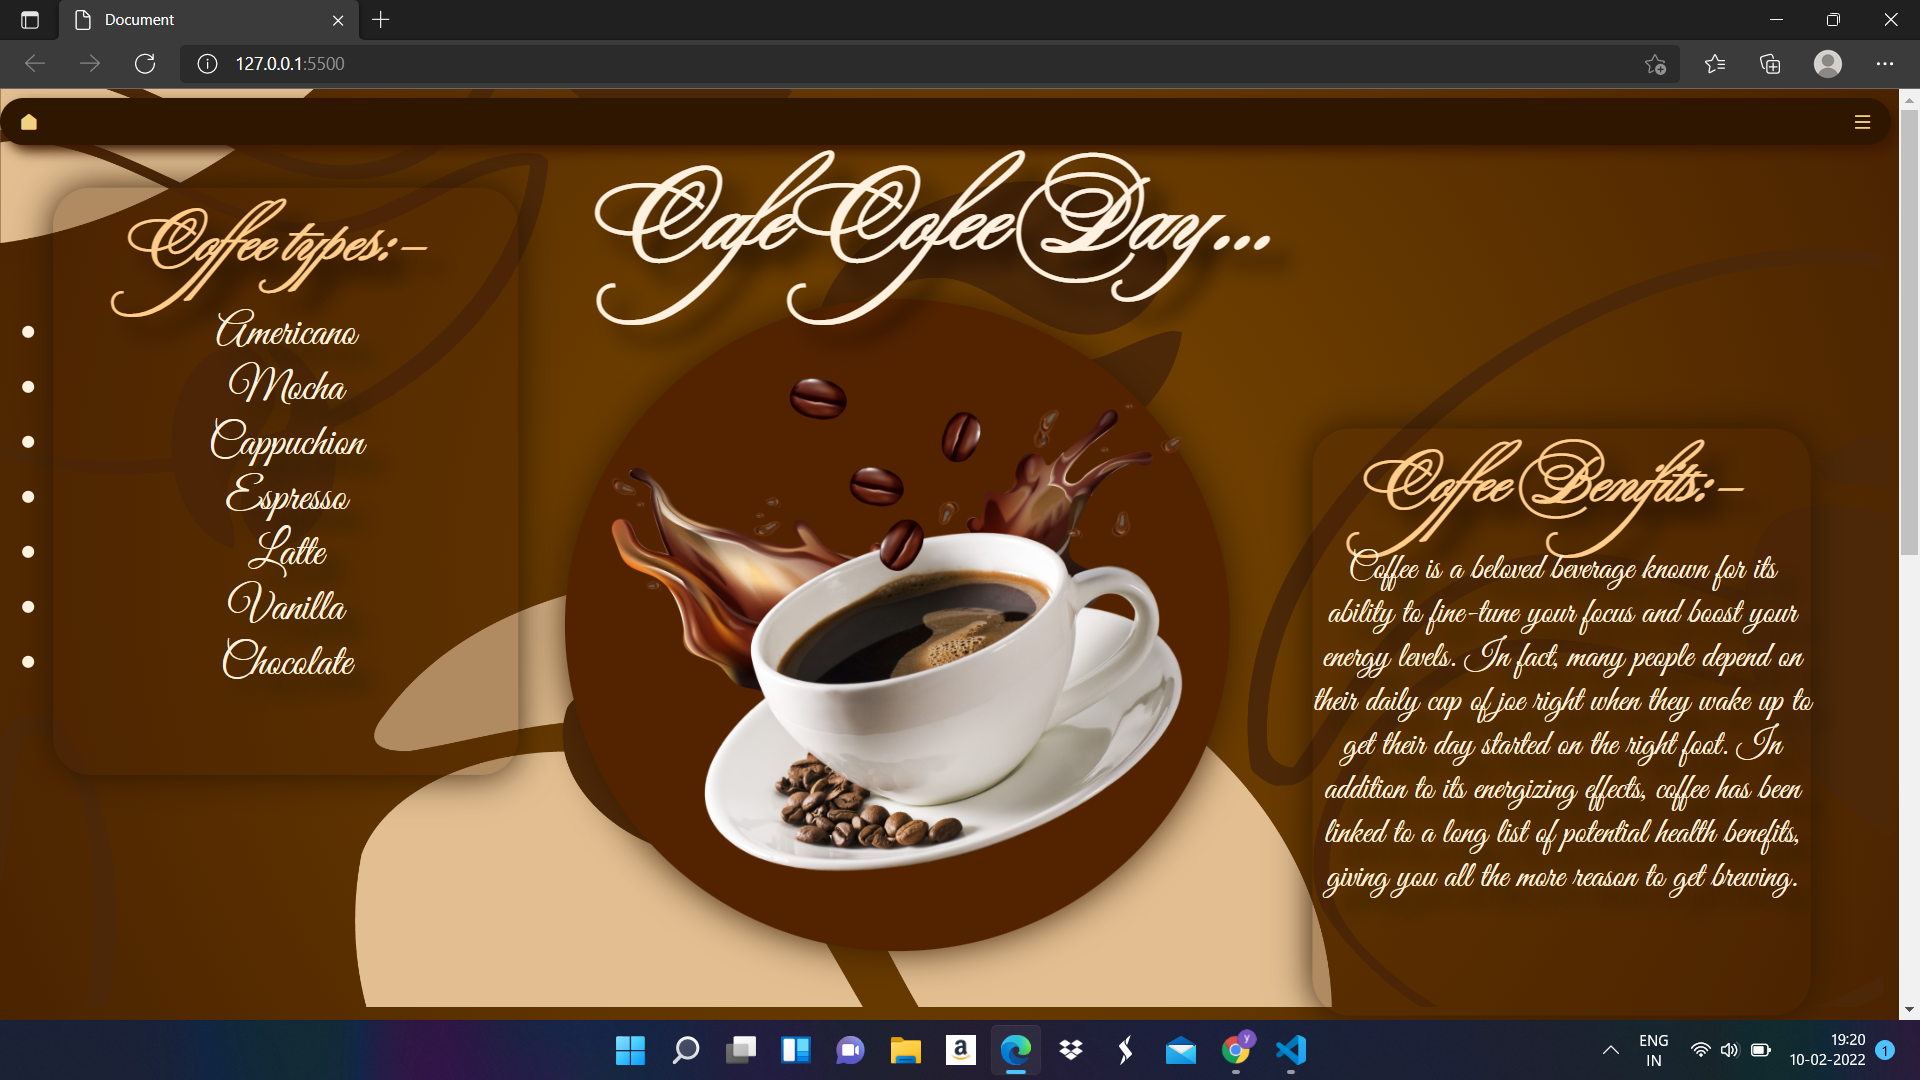 Document
127.0.0.1:5500
Cafe Cofee Day...
Coffee types:-
Americano
Mocha
Cappuchion
Espresso
Latte
Vanilla
Chocolate
Coffee Benifits:-
Coffee is a beloved beverage known for its
ability to fine-tune your focus and boost your
energy levels. In fact, many people depend on
their daily cup of joe right when they wake up to
get their day started on the right foot. In
addition to its energizing effects, coffee has been
linked to a long list of potential health benefits,
giving you all the more reason to get brewing.
a
y
ENG
IN
19:20
10-02-2022
1